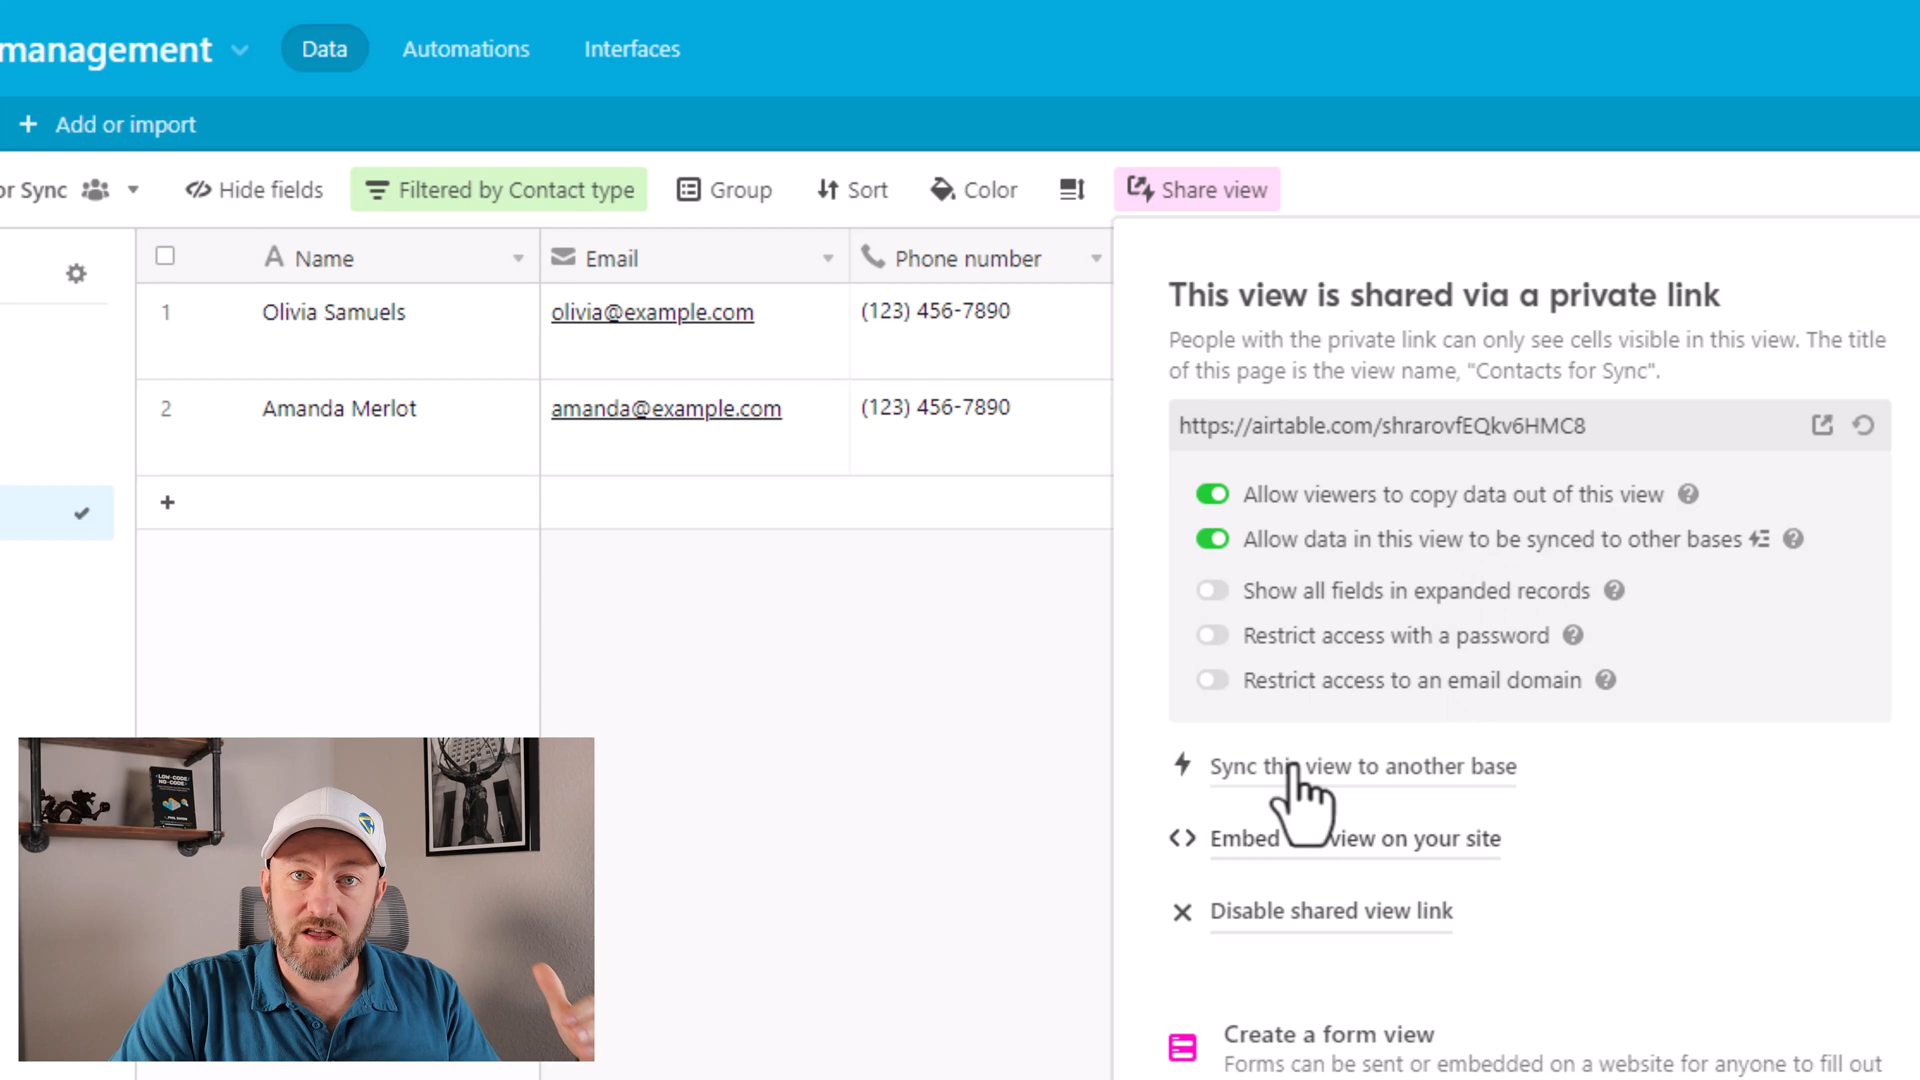 management Data Automations Interfaces
+ Add or import
or Sync Hide fields Filtered by Contact type Group Sort Color Share view
Name Email Phone number
1 Olivia Samuels olivia@example.com (123) 456-7890
2 Amanda Merlot amanda@example.com (123) 456-7890
+
This view is shared via a private link
People with the private link can only see cells visible in this view. The title
of this page is the view name, "Contacts for Sync".
https://airtable.com/shrarovfEQkv6HMC8
Allow viewers to copy data out of this view
Allow data in this view to be synced to other bases
Show all fields in expanded records
Restrict access with a password
Restrict access to an email domain
Sync this view to another base
Embed view on your site
Disable shared view link
Create a form view
Forms can be sent or embedded on a website for anyone to fill out
LOW-CODE
NO-CODE